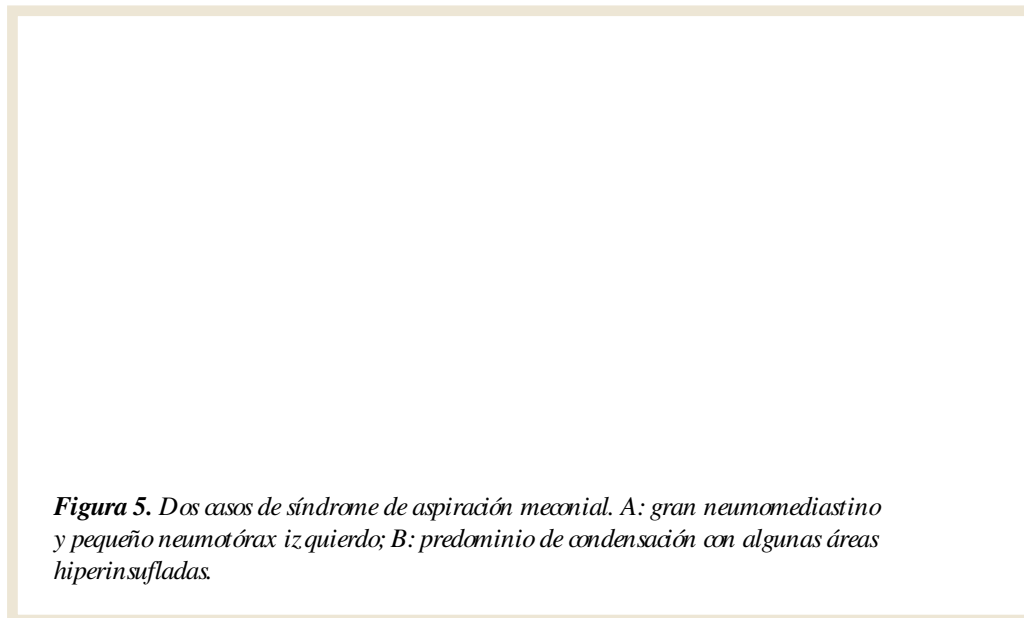 Figura 5. Dos casos de síndrome de aspiración meconial. A: gran neumomediastino
y pequeño neumotórax izquierdo; B: predominio de condensación con algunas áreas
hiperinsufladas.